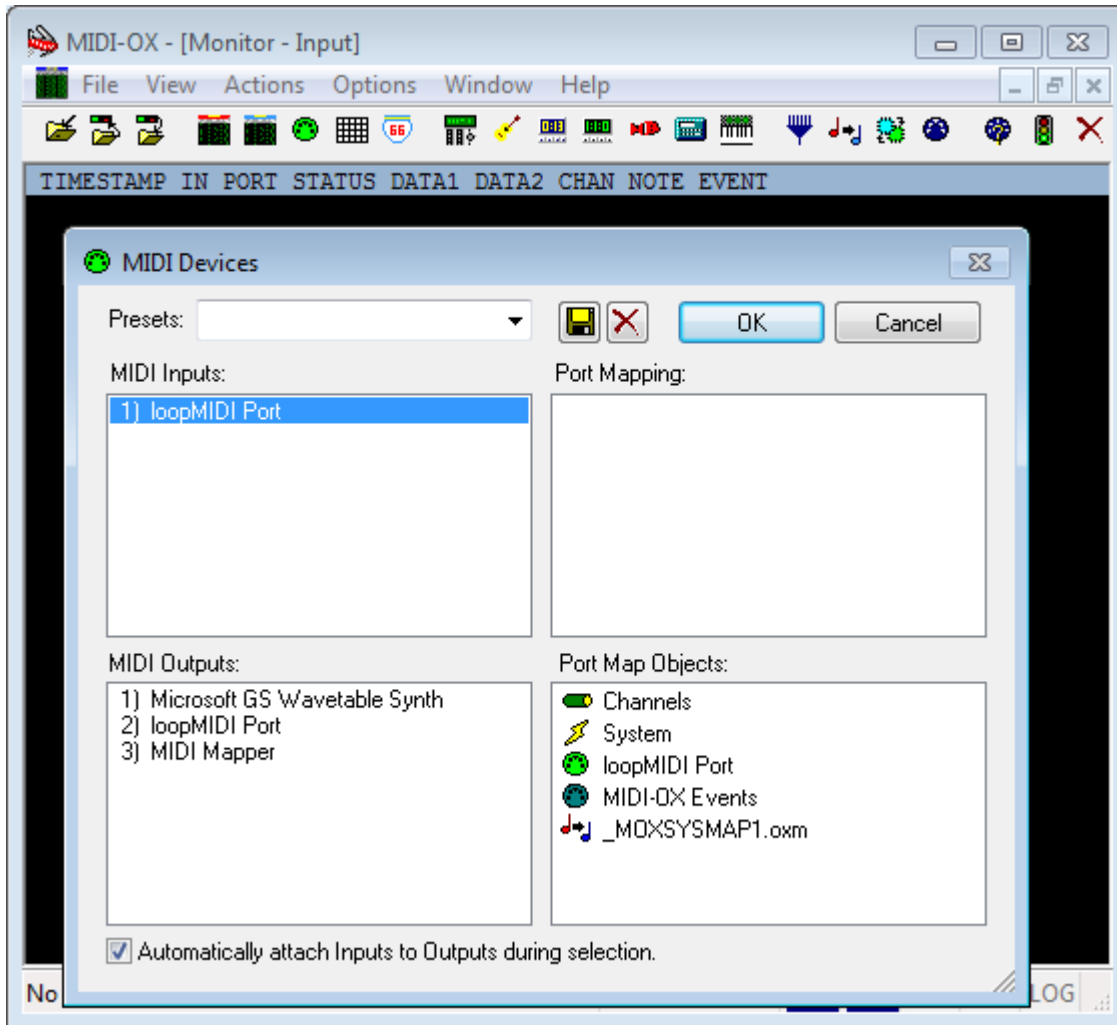 MIDI-OX - [Monitor - Input]
File View Actions Options Window Help
66
TIMESTAMP IN PORT STATUS DATA1 DATA2 CHAN NOTE EVENT
MIDI Devices
Presets:
OK
Cancel
MIDI Inputs:
1) loopMIDI Port
Port Mapping:
MIDI Outputs:
1) Microsoft GS Wavetable Synth
2) loopMIDI Port
3) MIDI Mapper
Port Map Objects:
Channels
System
loopMIDI Port
MIDI-OX Events
_MOXSYSMAP1.oxm
Automatically attach Inputs to Outputs during selection.
No
LOG